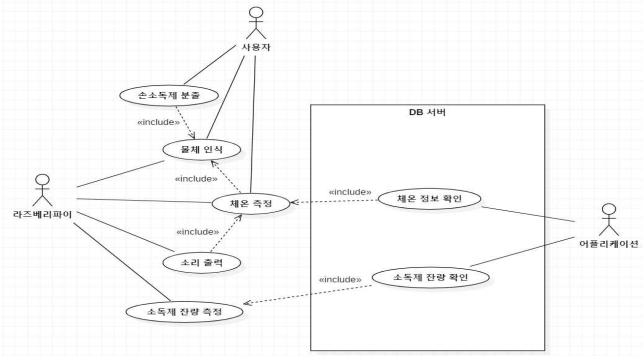 사용자
손소독제 분출
«include»
물체 인식
«include»
라즈베리파이
체온 측정
«include»
소리 출력
소독제 잔량 측정
DB 서버
«include»
체온 정보 확인
«include»
소독제 잔량 확인
어플리케이션